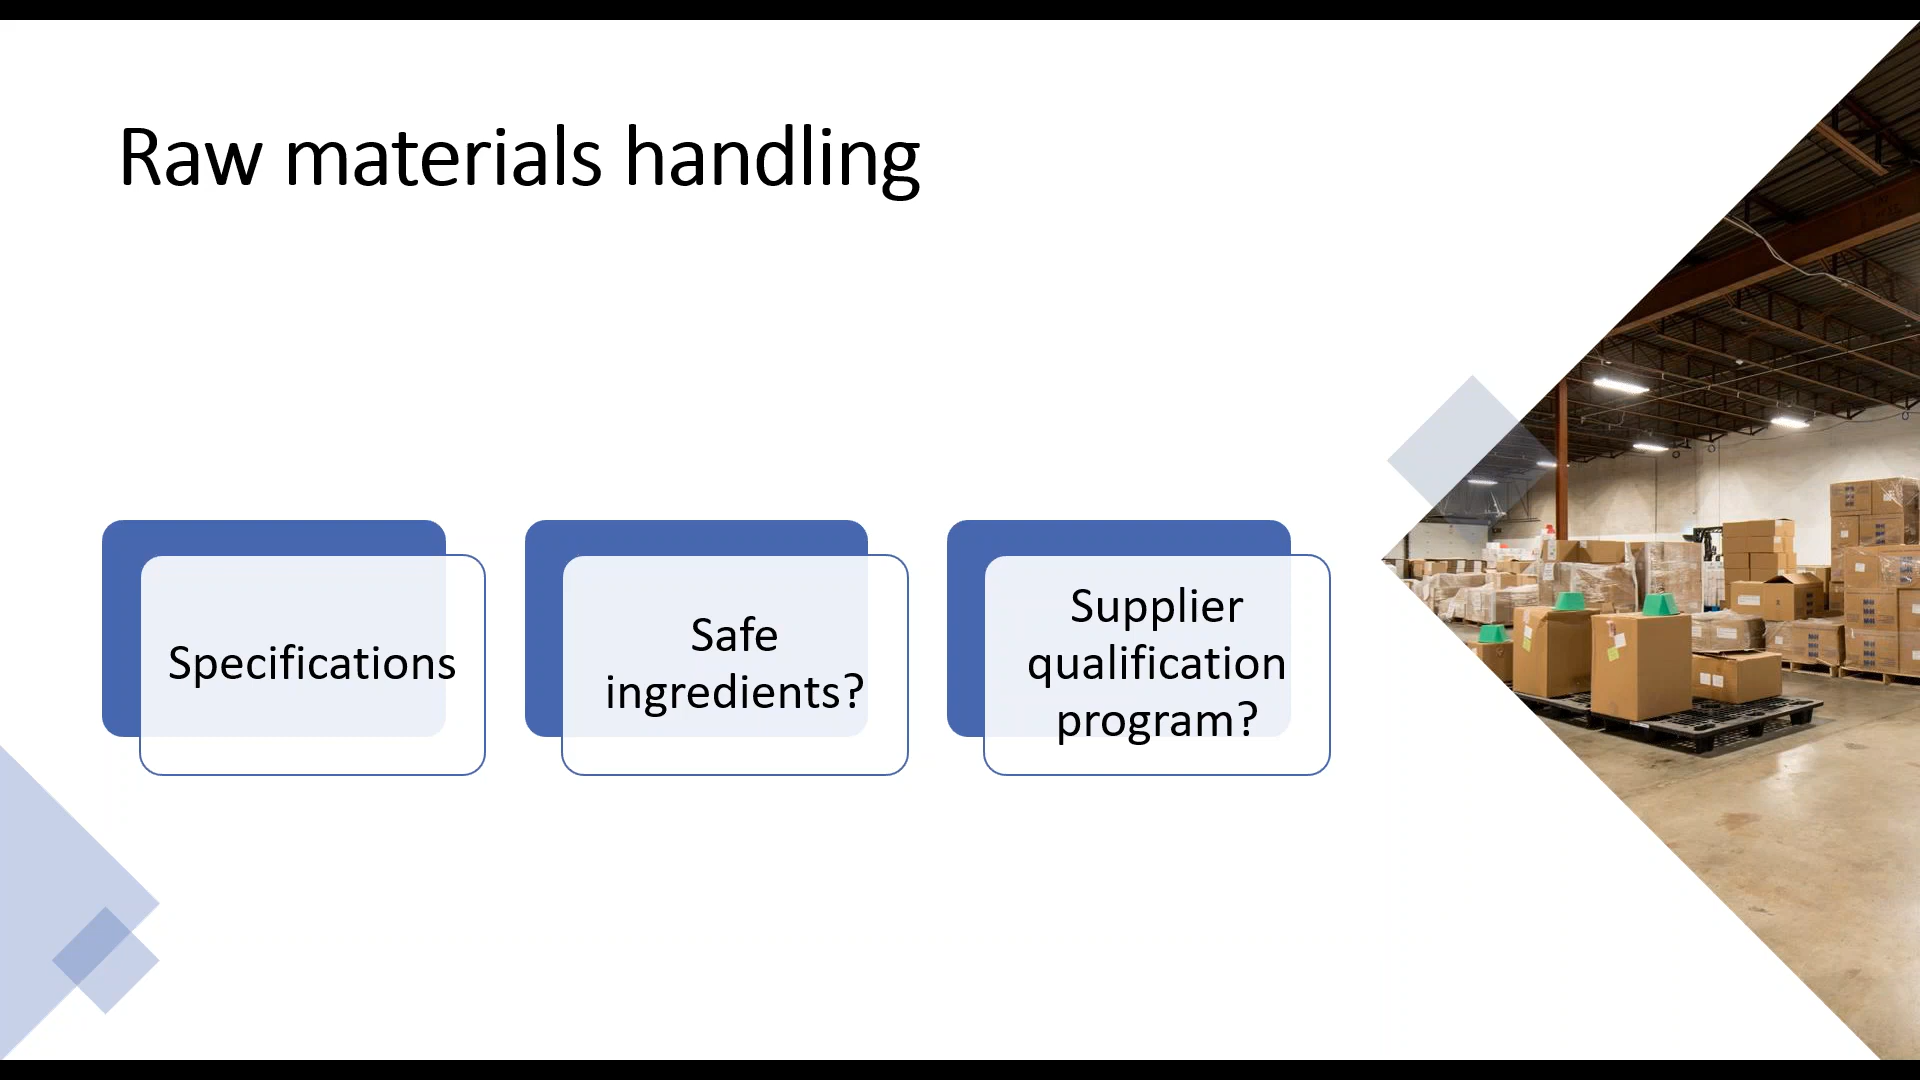 Raw materials handling
Specifications
Safe
ingredients?
Supplier
qualification
program?